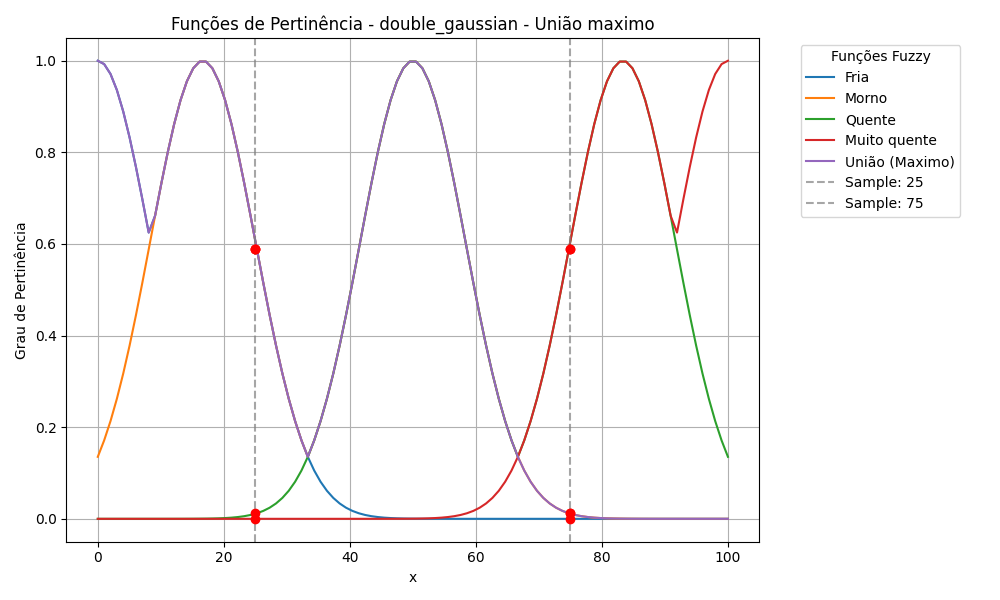 Funções de Pertinência - double_gaussian - União maximo
Grau de Pertinência
1.0
0.8
0.6
0.4
0.2
0.0
0 20 40 60 80 100
x
Funções Fuzzy
Fria
Morno
Quente
Muito quente
União (Maximo)
Sample: 25
Sample: 75